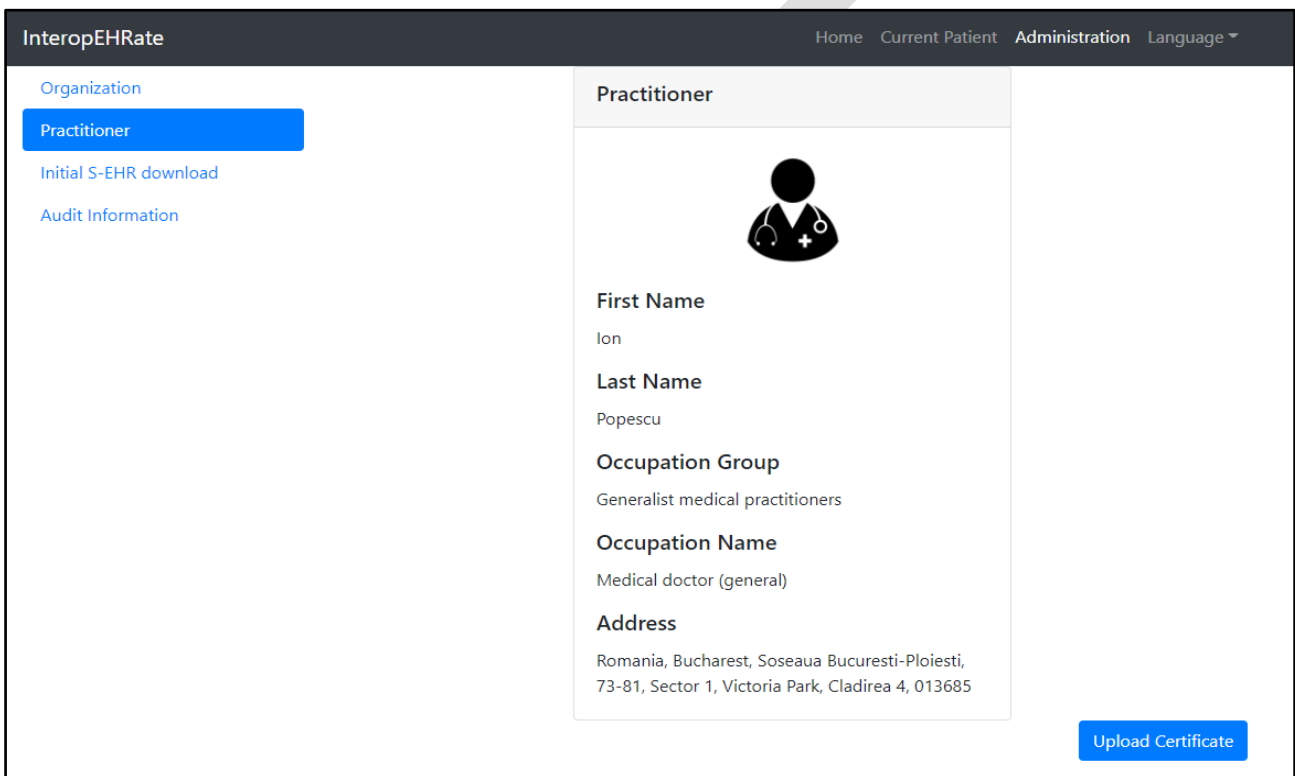 InteropEHRate
Home Current Patient Administration Language
Organization
Practitioner
Initial S-EHR download
Audit Information
Practitioner
First Name
Ion
Last Name
Popescu
Occupation Group
Generalist medical practitioners
Occupation Name
Medical doctor (general)
Address
Romania, Bucharest, Soseaua Bucuresti-Ploiesti,
73-81, Sector 1, Victoria Park, Cladirea 4, 013685
Upload Certificate